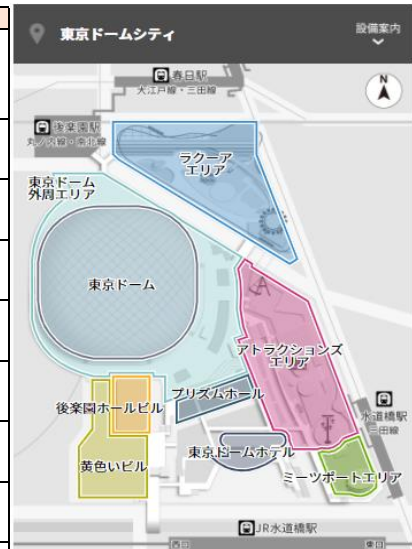 東京ドームシティ
設備案内
N
春日駅
大江戸線・三田線
後楽園駅
丸ノ内線・南北線
ラクーア
エリア
東京ドーム
外周エリア
東京ドーム
アトラクションズ
エリア
プリズムホール
後楽園ホールビル
水道橋駅
三田線
東京ドームホテル
黄色いビル
ミーツポートエリア
JR水道橋駅
西口
東口